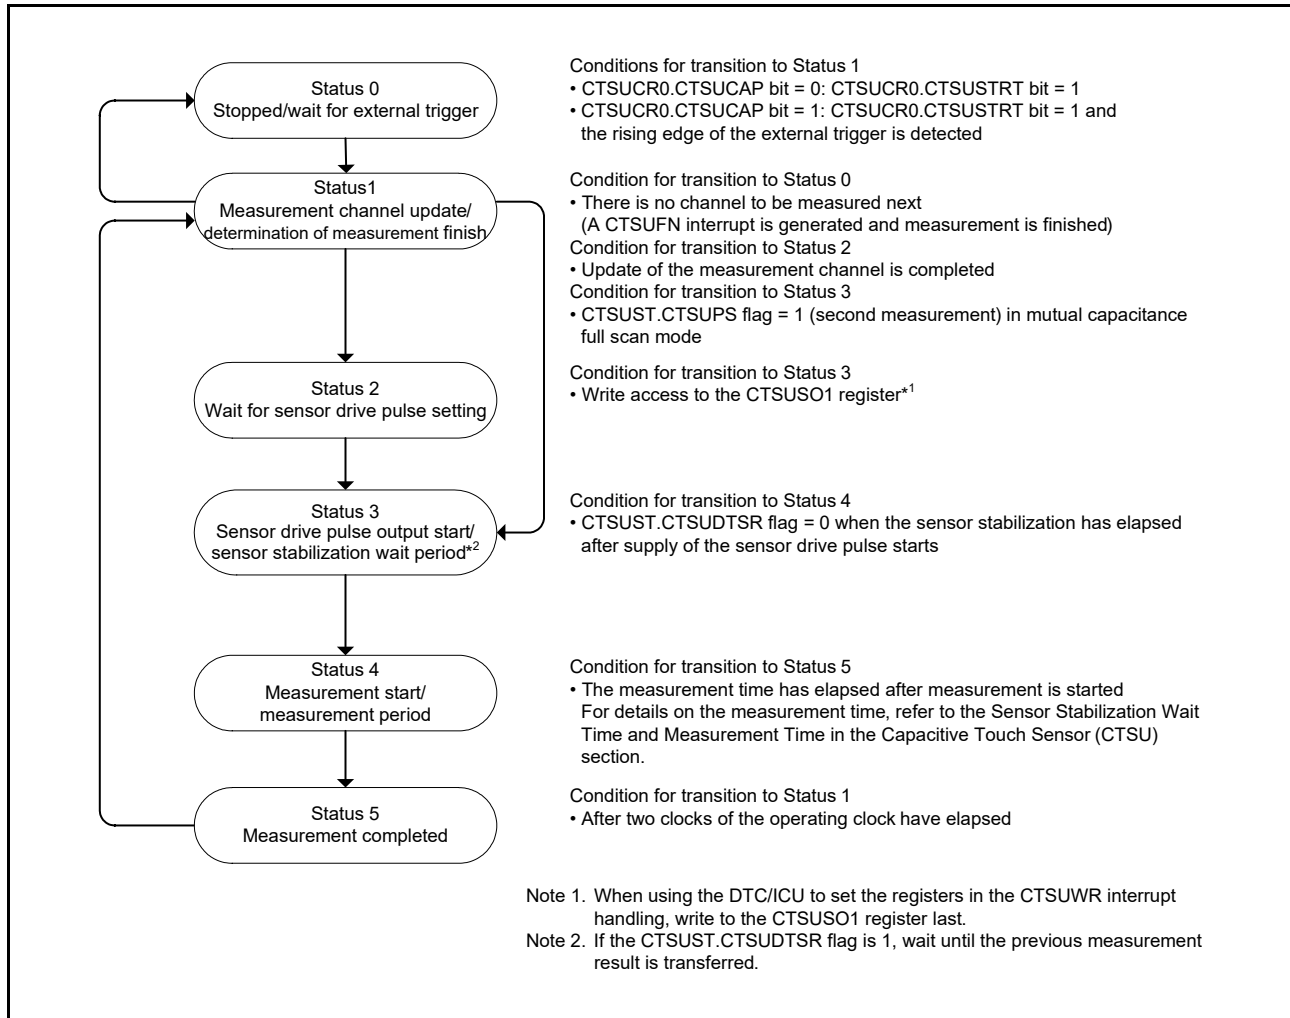 Status 0
Stopped/wait for external trigger
Conditions for transition to Status 1
• CTSUCR0.CTSUCAP bit = 0: CTSUCR0.CTSUSTRT bit = 1
• CTSUCR0.CTSUCAP bit = 1: CTSUCR0.CTSUSTRT bit = 1 and
the rising edge of the external trigger is detected
Status1
Measurement channel update/
determination of measurement finish
Condition for transition to Status 0
• There is no channel to be measured next
(A CTSUFN interrupt is generated and measurement is finished)
Condition for transition to Status 2
• Update of the measurement channel is completed
Condition for transition to Status 3
• CTSUST.CTSUPS flag = 1 (second measurement) in mutual capacitance
full scan mode
Status 2
Wait for sensor drive pulse setting
Condition for transition to Status 3
• Write access to the CTSUSO1 register*1
Status 3
Sensor drive pulse output start/
sensor stabilization wait period*2
Condition for transition to Status 4
• CTSUST.CTSUDTSR flag = 0 when the sensor stabilization has elapsed
after supply of the sensor drive pulse starts
Status 4
Measurement start/
measurement period
Condition for transition to Status 5
• The measurement time has elapsed after measurement is started
For details on the measurement time, refer to the Sensor Stabilization Wait
Time and Measurement Time in the Capacitive Touch Sensor (CTSU)
section.
Status 5
Measurement completed
Condition for transition to Status 1
• After two clocks of the operating clock have elapsed
Note 1. When using the DTC/ICU to set the registers in the CTSUWR interrupt
handling, write to the CTSUSO1 register last.
Note 2. If the CTSUST.CTSUDTSR flag is 1, wait until the previous measurement
result is transferred.